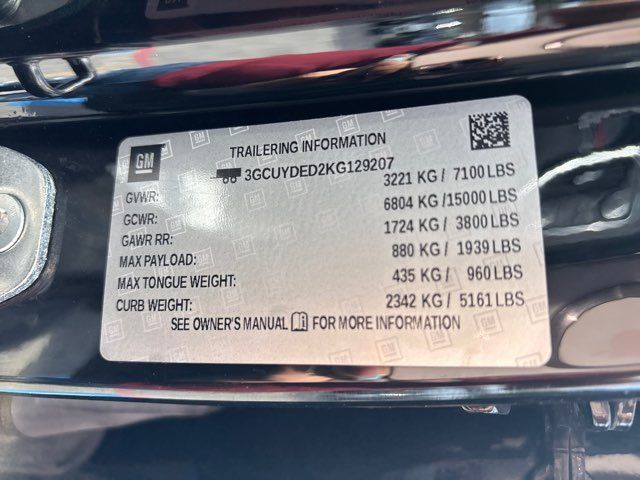 GM
TRAILERING INFORMATION
3GCUYDED2KG129207
GVWR: 3221 KG / 7100 LBS
GCWR: 6804 KG / 15000 LBS
GAWR RR: 1724 KG / 3800 LBS
MAX PAYLOAD: 880 KG / 1939 LBS
MAX TONGUE WEIGHT: 435 KG / 960 LBS
CURB WEIGHT: 2342 KG / 5161 LBS
SEE OWNER'S MANUAL FOR MORE INFORMATION